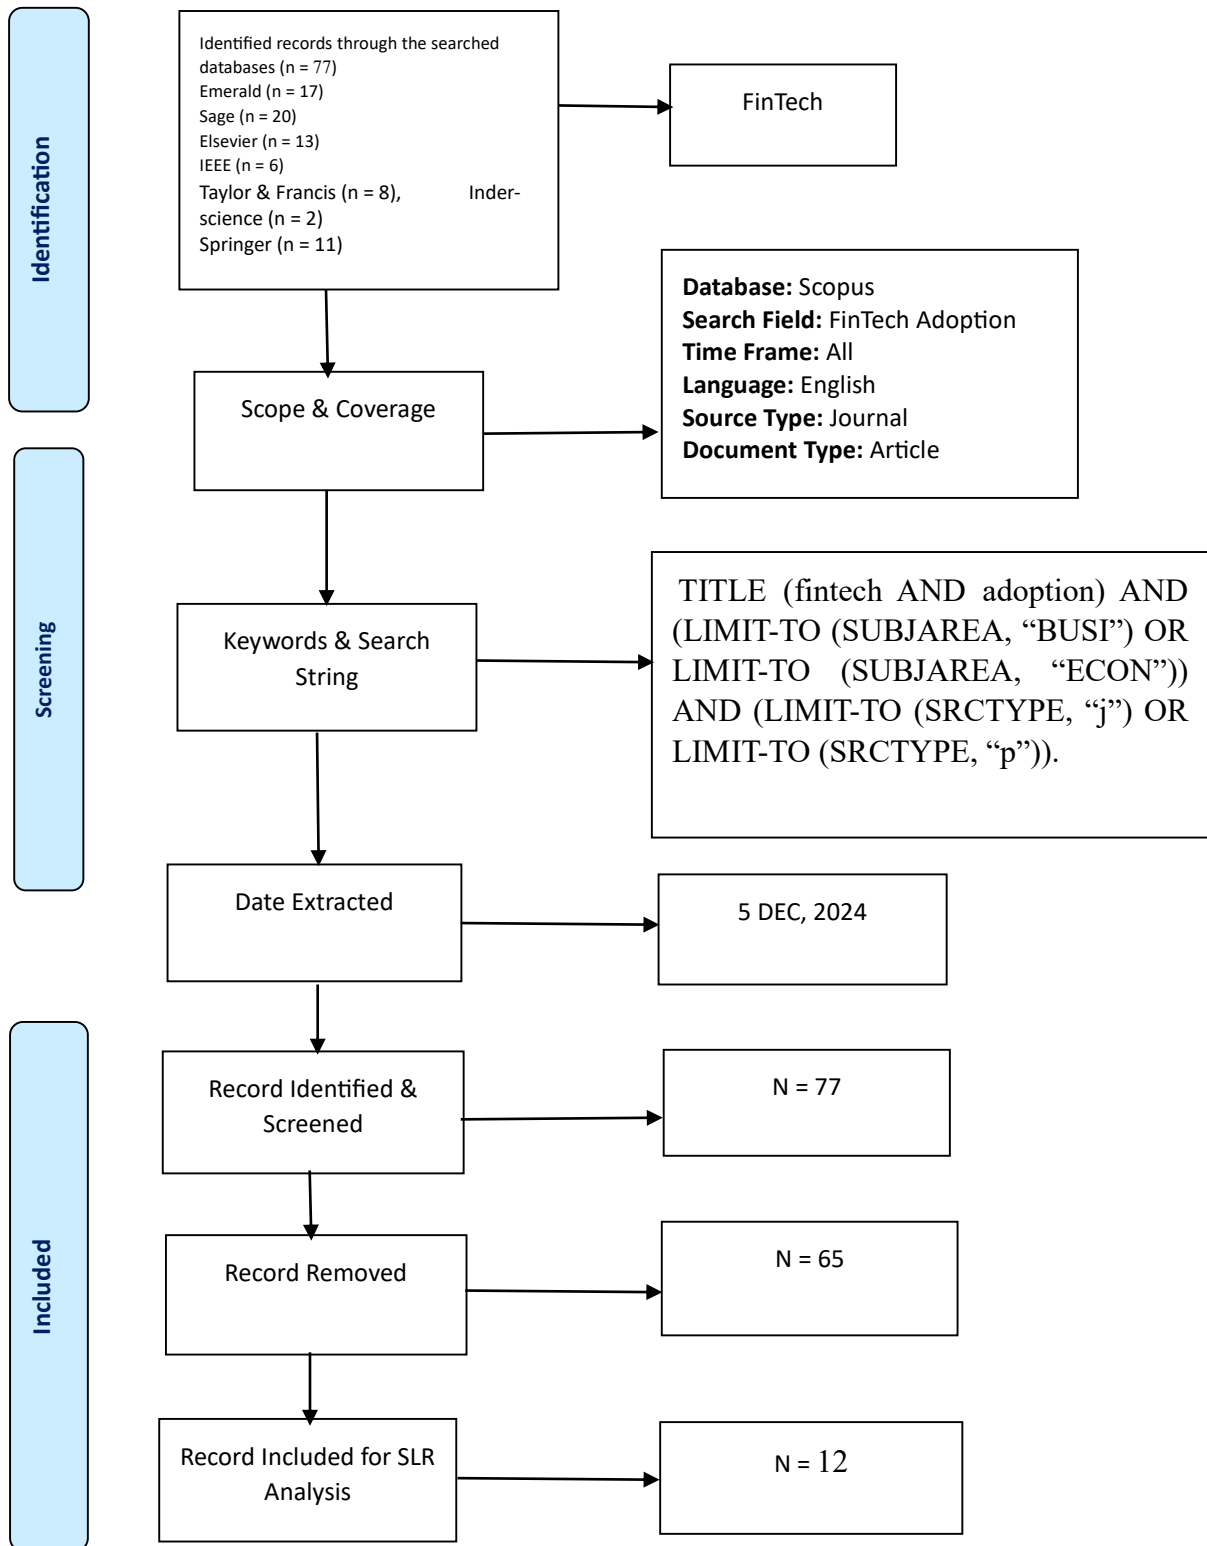 Identification
Identified records through the searched
databases (n = 77)
Emerald (n = 17)
Sage (n = 20)
Elsevier (n = 13)
IEEE (n = 6)
Taylor & Francis (n = 8), Inder-
science (n = 2)
Springer (n = 11)
FinTech
Scope & Coverage
Database: Scopus
Search Field: FinTech Adoption
Time Frame: All
Language: English
Source Type: Journal
Document Type: Article
Screening
Keywords & Search
String
TITLE (fintech AND adoption) AND
(LIMIT-TO (SUBJAREA, “BUSI”) OR
LIMIT-TO (SUBJAREA, “ECON”))
AND (LIMIT-TO (SRCTYPE, “j”) OR
LIMIT-TO (SRCTYPE, “p”)).
Date Extracted
5 DEC, 2024
Included
Record Identified &
Screened
N = 77
Record Removed
N = 65
Record Included for SLR
Analysis
N = 12